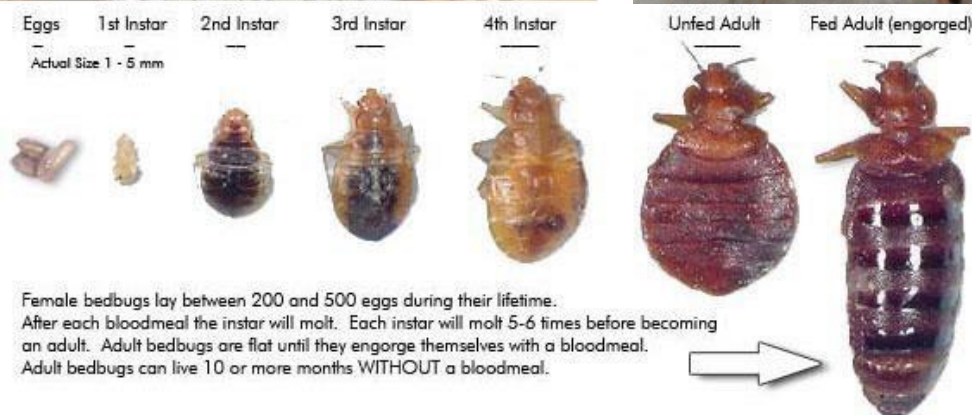 Eggs 1st Instar 2nd Instar 3rd Instar 4th Instar Unfed Adult Fed Adult (engorged)
Actual Size 1 - 5 mm
Female bedbugs lay between 200 and 500 eggs during their lifetime.
After each bloodmeal the instar will molt. Each instar will molt 5-6 times before becoming
an adult. Adult bedbugs are flat until they engorge themselves with a bloodmeal.
Adult bedbugs can live 10 or more months WITHOUT a bloodmeal.